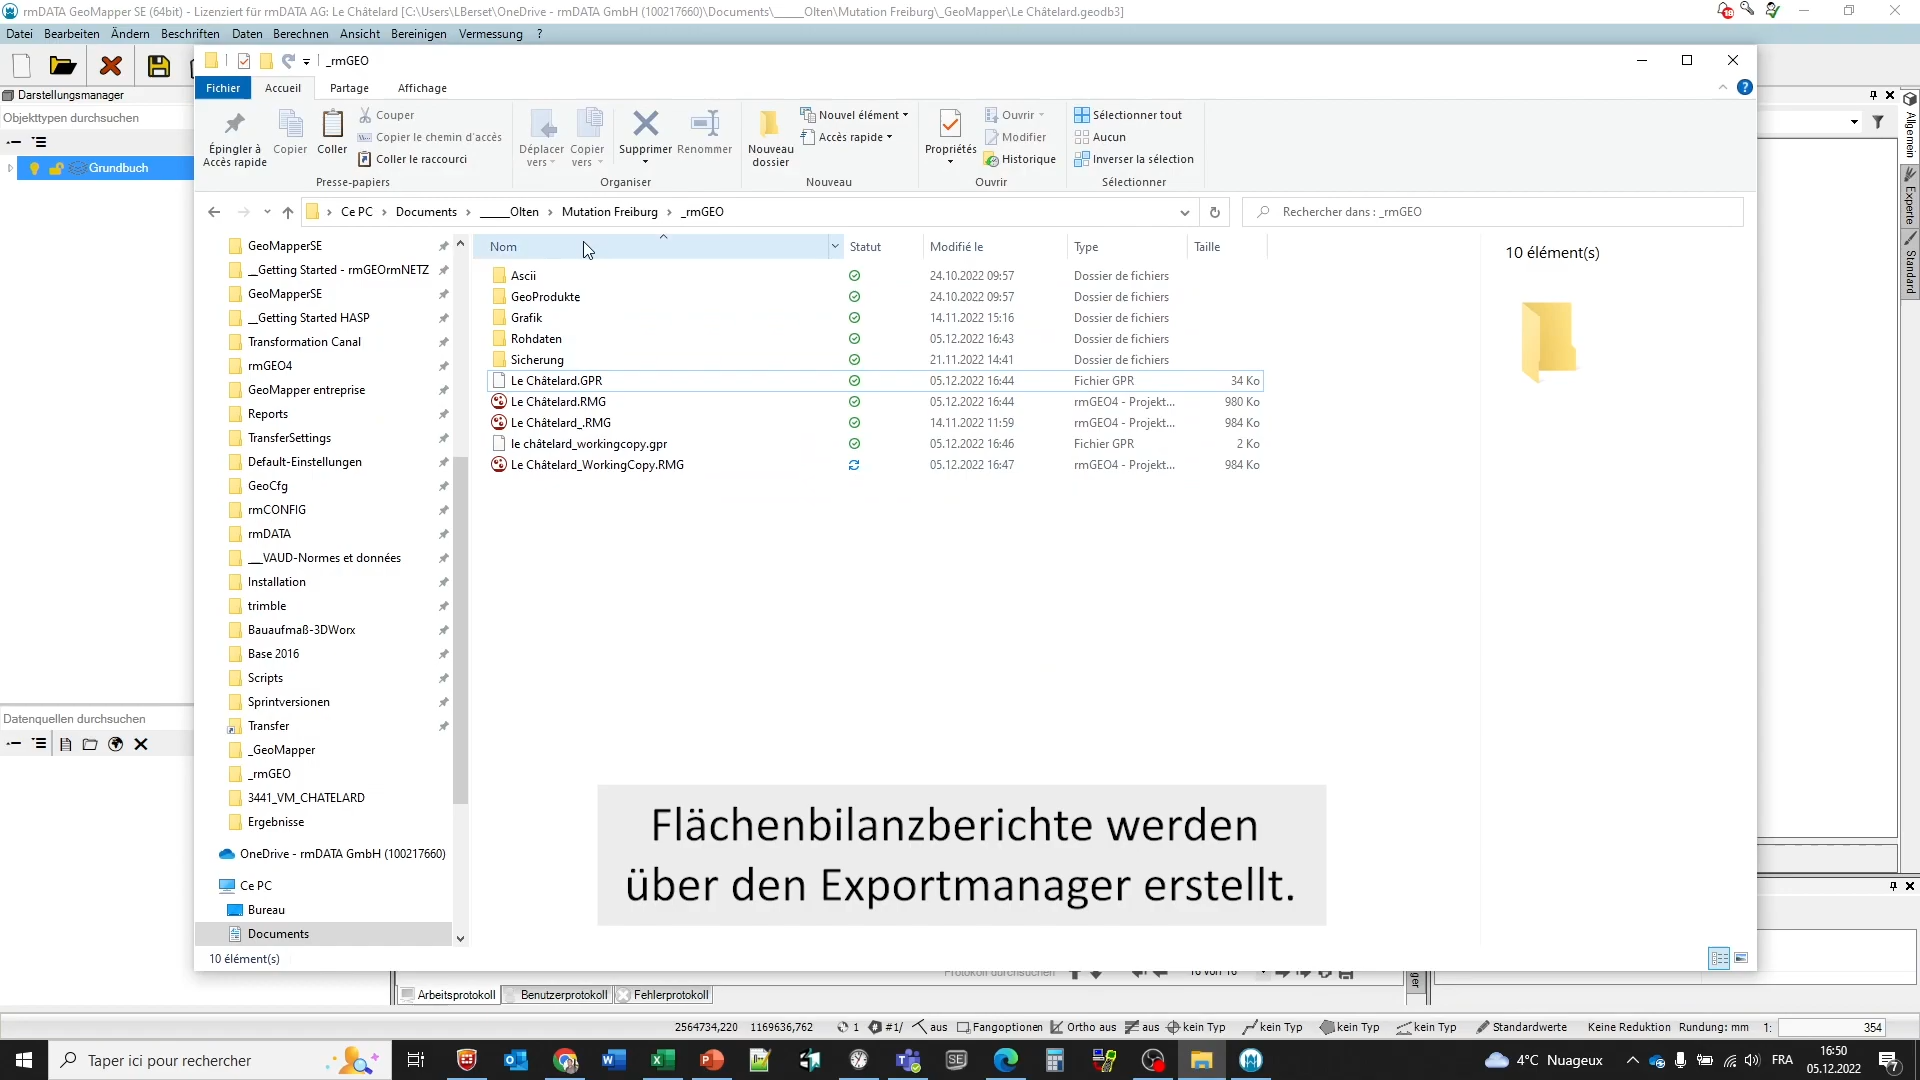 rmDATA GeoMapper SE (64bit) - Lizenziert für rmDATA AG: Le Châtelard [C:\Users\LBerset\OneDrive - rmDATA GmbH (100217660)\Documents\_____Olten\Mutation Freiburg\_GeoMapper\Le Châtelard.geodb3]
Datei Bearbeiten Ändern Beschriften Daten Berechnen Ansicht Bereinigen Vermessung ?
_rmGEO
Fichier Accueil Partage Affichage
Darstellungsmanager
Objekttypen durchsuchen
Grundbuch
Épingler à Accès rapide
Copier
Coller
Couper
Copier le chemin d'accès
Coller le raccourci
Presse-papiers
Déplacer vers
Copier vers
Supprimer
Renommer
Organiser
Nouveau dossier
Nouvel élément
Accès rapide
Nouveau
Propriétés
Ouvrir
Modifier
Historique
Ouvrir
Sélectionner tout
Aucun
Inverser la sélection
Sélectionner
Allgemein
Experte
Standard
Ce PC Documents _____Olten Mutation Freiburg _rmGEO
Rechercher dans : _rmGEO
GeoMapperSE
__Getting Started - rmGEOrmNETZ
GeoMapperSE
__Getting Started HASP
Transformation Canal
rmGEO4
GeoMapper entreprise
Reports
TransferSettings
Default-Einstellungen
GeoCfg
rmCONFIG
rmDATA
___VAUD-Normes et données
Installation
trimble
Bauaufmaß-3DWorx
Base 2016
Scripts
Sprintversionen
Transfer
_GeoMapper
_rmGEO
3441_VM_CHATELARD
Ergebnisse
OneDrive - rmDATA GmbH (100217660)
Ce PC
Bureau
Documents
10 élément(s)
Nom Statut Modifié le Type Taille
Ascii 24.10.2022 09:57 Dossier de fichiers
GeoProdukte 24.10.2022 09:57 Dossier de fichiers
Grafik 14.11.2022 15:16 Dossier de fichiers
Rohdaten 05.12.2022 16:43 Dossier de fichiers
Sicherung 21.11.2022 14:41 Dossier de fichiers
Le Châtelard.GPR 05.12.2022 16:44 Fichier GPR 34 Ko
Le Châtelard.RMG 05.12.2022 16:44 rmGEO4 - Projekt... 980 Ko
Le Châtelard_.RMG 14.11.2022 11:59 rmGEO4 - Projekt... 984 Ko
le châtelard_workingcopy.gpr 05.12.2022 16:46 Fichier GPR 2 Ko
Le Châtelard_WorkingCopy.RMG 05.12.2022 16:47 rmGEO4 - Projekt... 984 Ko
10 élément(s)
Flächenbilanzberichte werden
über den Exportmanager erstellt.
Datenquellen durchsuchen
Protokoll durchsuchen
Arbeitsprotokoll Benutzerprotokoll Fehlerprotokoll
2564734,220 1169636,762 1 #1/ aus Fangoptionen Ortho aus aus kein Typ kein Typ kein Typ kein Typ Standardwerte Keine Reduktion Rundung: mm 1: 354
Taper ici pour rechercher
4°C Nuageux
FRA
16:50
05.12.2022
7